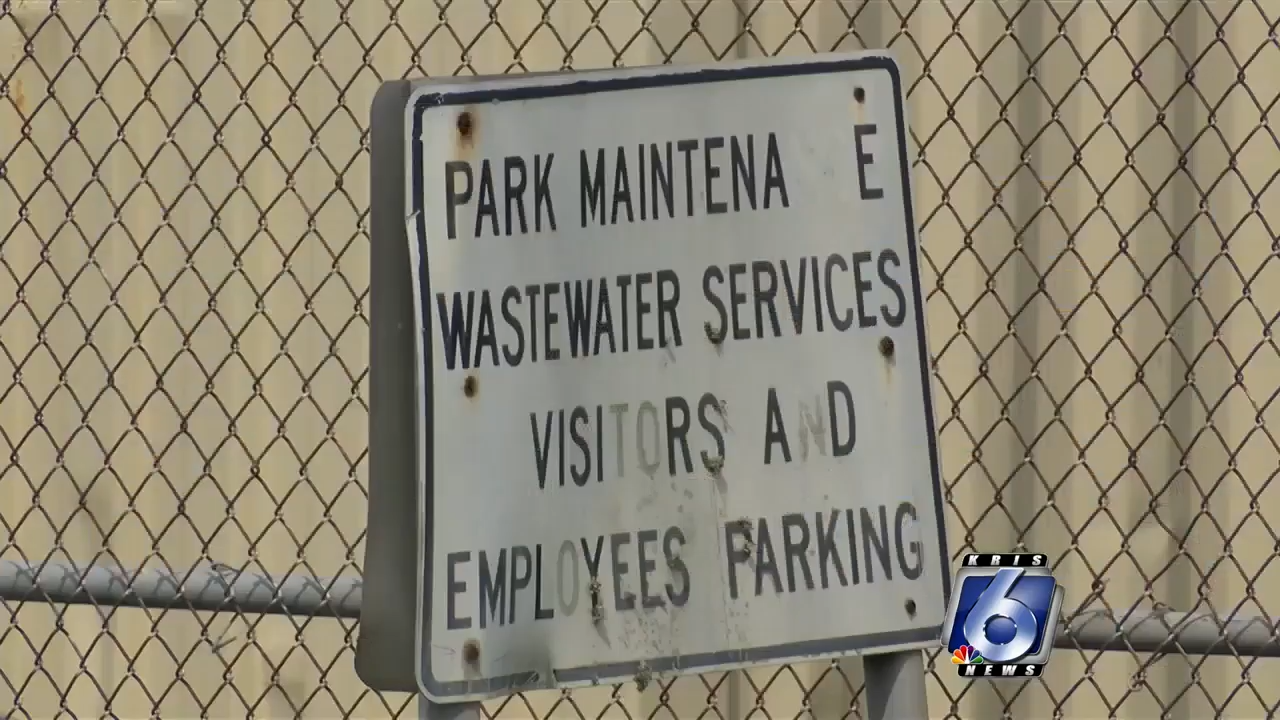 PARK MAINTENA E
WASTEWATER SERVICES
VISITORS AND
EMPLOYEES PARKING
KRIS
6
NEWS